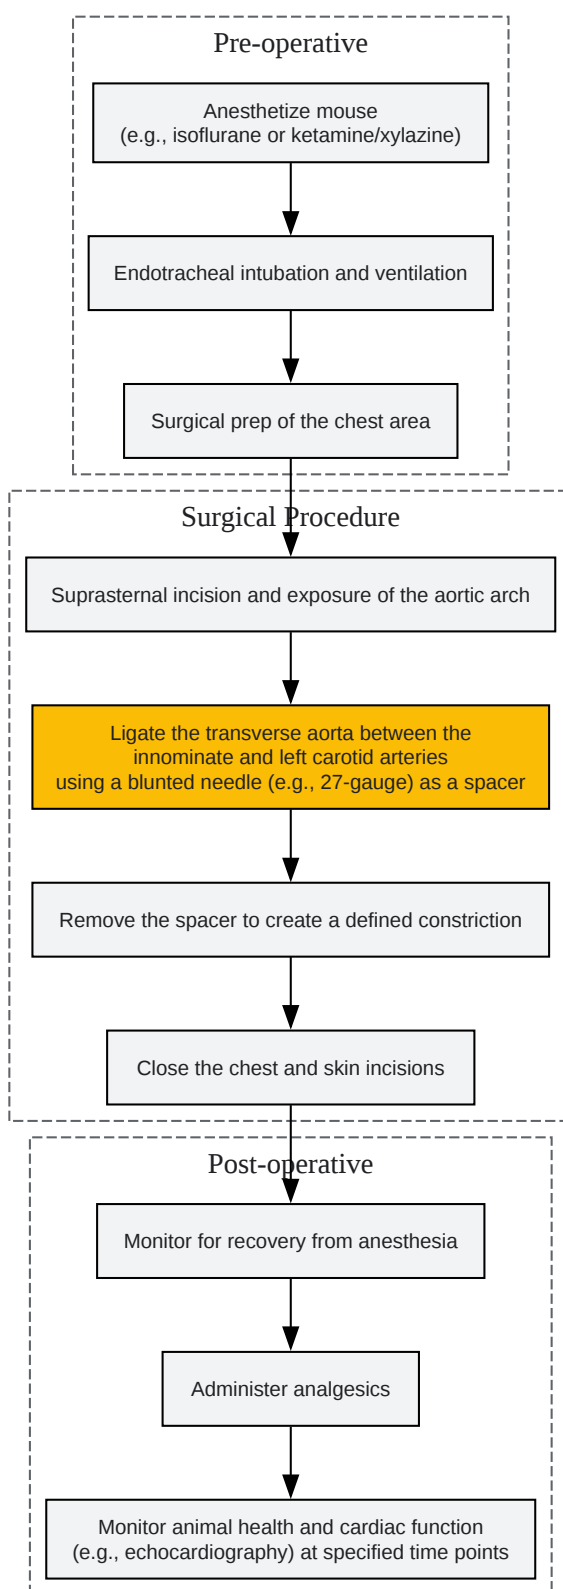 Pre-operative
Anesthetize mouse
(e.g., isoflurane or ketamine/xylazine)
Endotracheal intubation and ventilation
Surgical prep of the chest area
Surgical Procedure
Suprasternal incision and exposure of the aortic arch
Ligate the transverse aorta between the
innominate and left carotid arteries
using a blunted needle (e.g., 27-gauge) as a spacer
Remove the spacer to create a defined constriction
Close the chest and skin incisions
Post-operative
Monitor for recovery from anesthesia
Administer analgesics
Monitor animal health and cardiac function
(e.g., echocardiography) at specified time points